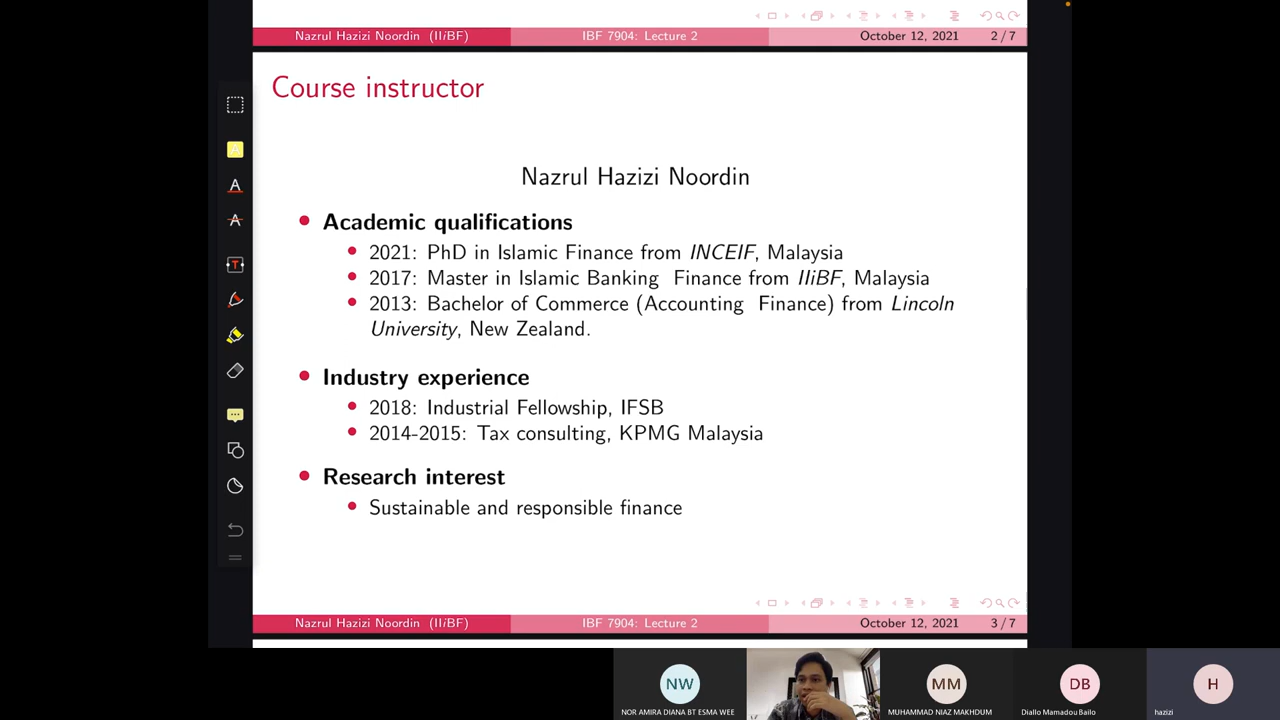 Nazrul Hazizi Noordin (IIiBF) IBF 7904: Lecture 2 October 12, 2021 2 / 7
Course instructor
Nazrul Hazizi Noordin
Academic qualifications
2021: PhD in Islamic Finance from INCEIF, Malaysia
2017: Master in Islamic Banking Finance from IIiBF, Malaysia
2013: Bachelor of Commerce (Accounting Finance) from Lincoln
University, New Zealand.
Industry experience
2018: Industrial Fellowship, IFSB
2014-2015: Tax consulting, KPMG Malaysia
Research interest
Sustainable and responsible finance
Nazrul Hazizi Noordin (IIiBF) IBF 7904: Lecture 2 October 12, 2021 3 / 7
A
A
A
T
NW MM DB H
NOR AMIRA DIANA BT ESMA WEE MUHAMMAD NIAZ MAKHDUM Diallo Mamadou Bailo hazizi